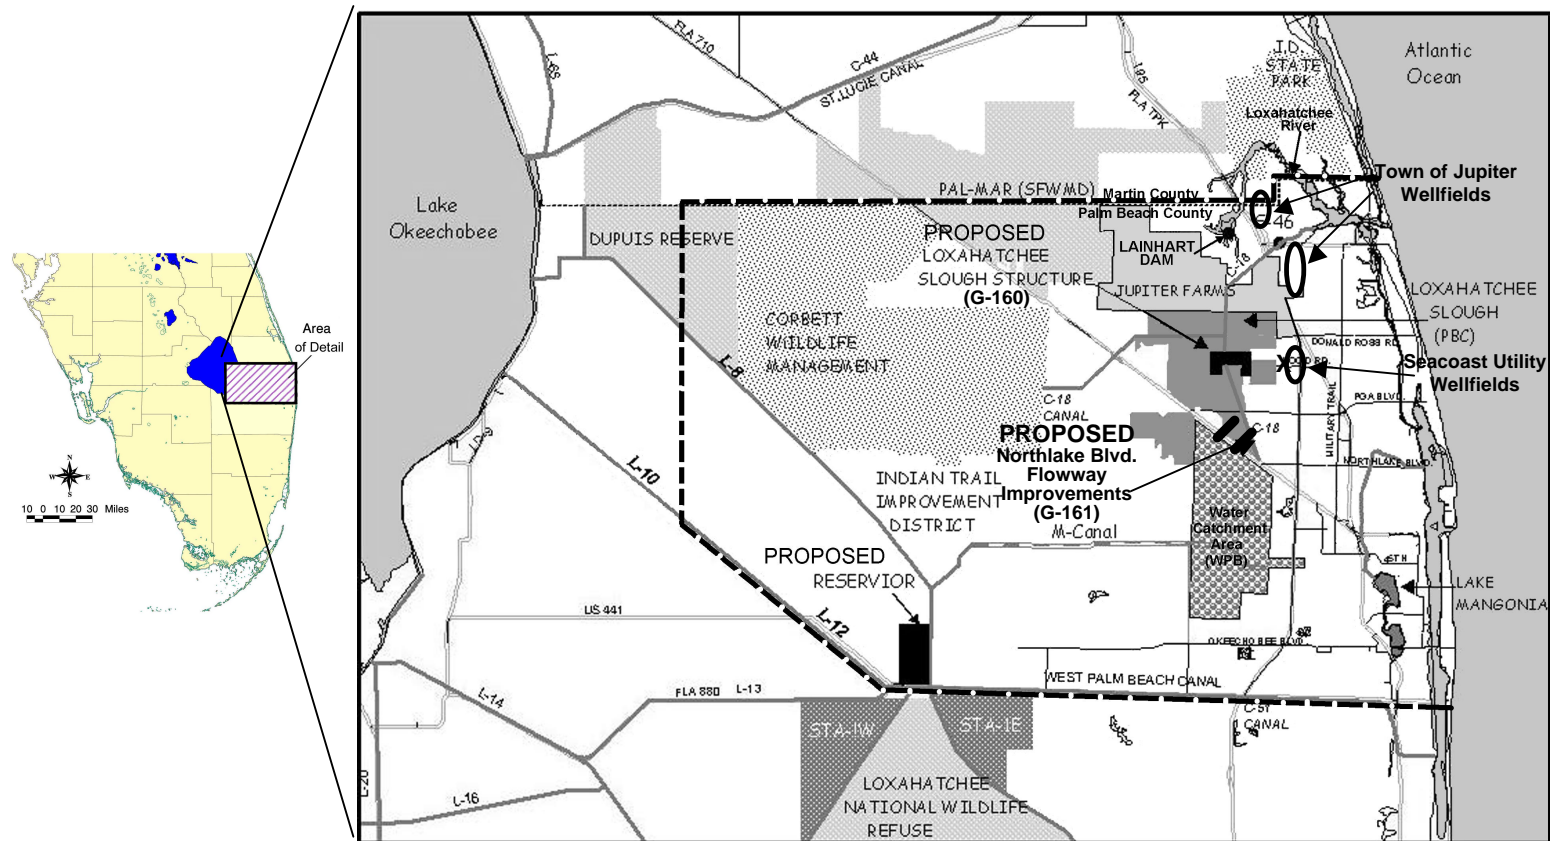 Area
of Detail
N
W
E
S
10 0 10 20 30 Miles
Lake
Okeechobee
Atlantic
Ocean
L-65
FLA 710
C-44
ST. LUCIE CANAL
I-95
FLA TPK
J.D.
STATE
PARK
Loxahatchee
River
Town of Jupiter
Wellfields
PAL-MAR (SFWMD)
Martin County
Palm Beach County
C-46
DUPUIS RESERVE
PROPOSED
LOXAHATCHEE
SLOUGH STRUCTURE
(G-160)
LAINHART
DAM
C-18
JUPITER FARMS
LOXAHATCHEE
SLOUGH
(PBC)
CORBETT
WIILDLIFE
MANAGEMENT
L-8
DONALD ROSS RD.
Seacoast Utility
Wellfields
C-18
CANAL
PGA BLVD.
MILITARY TRAIL
PROPOSED
Northlake Blvd.
Flowway
Improvements
(G-161)
C-18
NORTHLAKE BLVD.
L-10
INDIAN TRAIL
IMPROVEMENT
DISTRICT
M-Canal
Water
Catchment
Area
(WPB)
45TH
PROPOSED
RESERVIOR
LAKE
MANGONIA
US 441
L-12
OKEECHOBEE BLVD.
WEST PALM BEACH CANAL
L-14
FLA 880
L-13
C-51
CANAL
STA-1W
STA-1E
L-20
L-16
LOXAHATCHEE
NATIONAL WILDLIFE
REFUSE